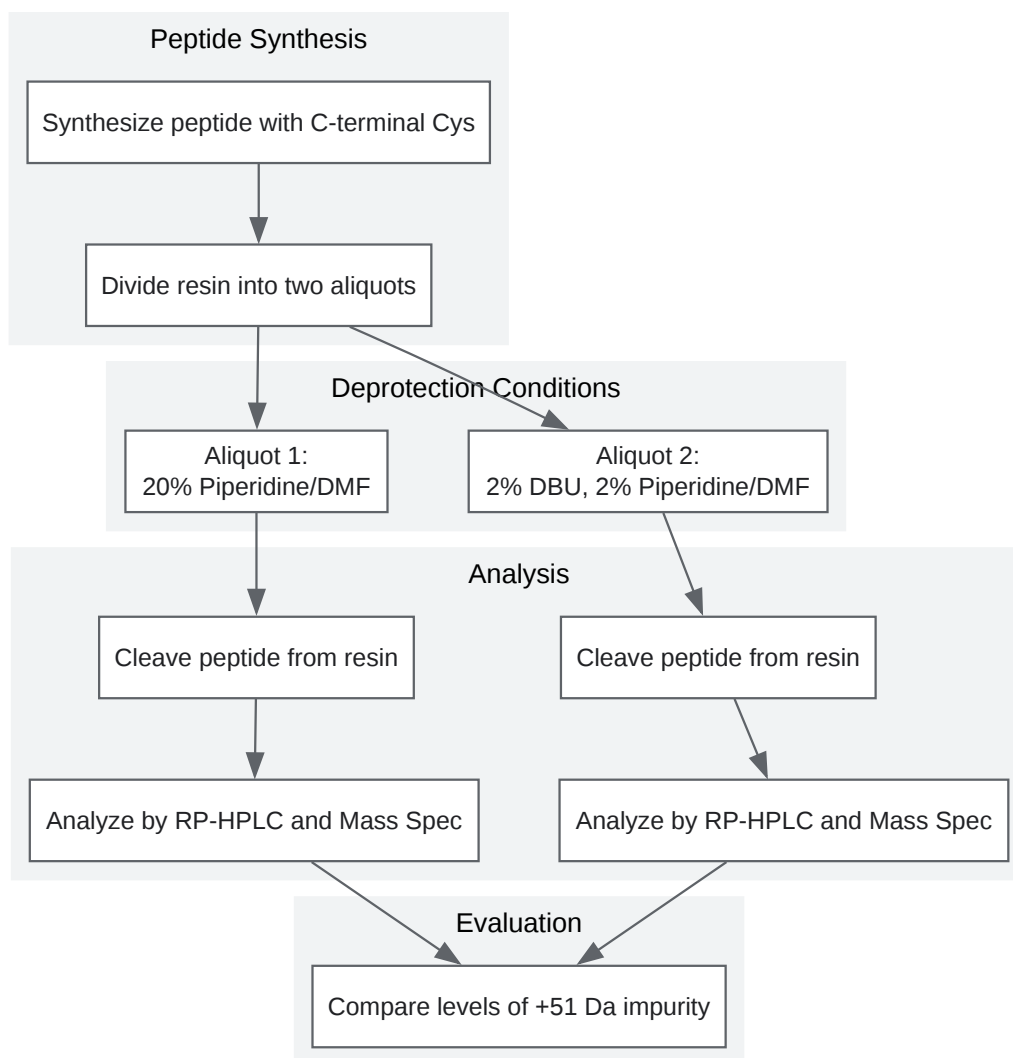 Peptide Synthesis
Synthesize peptide with C-terminal Cys
Divide resin into two aliquots
Deprotection Conditions
Aliquot 1:
20% Piperidine/DMF
Aliquot 2:
2% DBU, 2% Piperidine/DMF
Analysis
Cleave peptide from resin
Cleave peptide from resin
Analyze by RP-HPLC and Mass Spec
Analyze by RP-HPLC and Mass Spec
Evaluation
Compare levels of +51 Da impurity